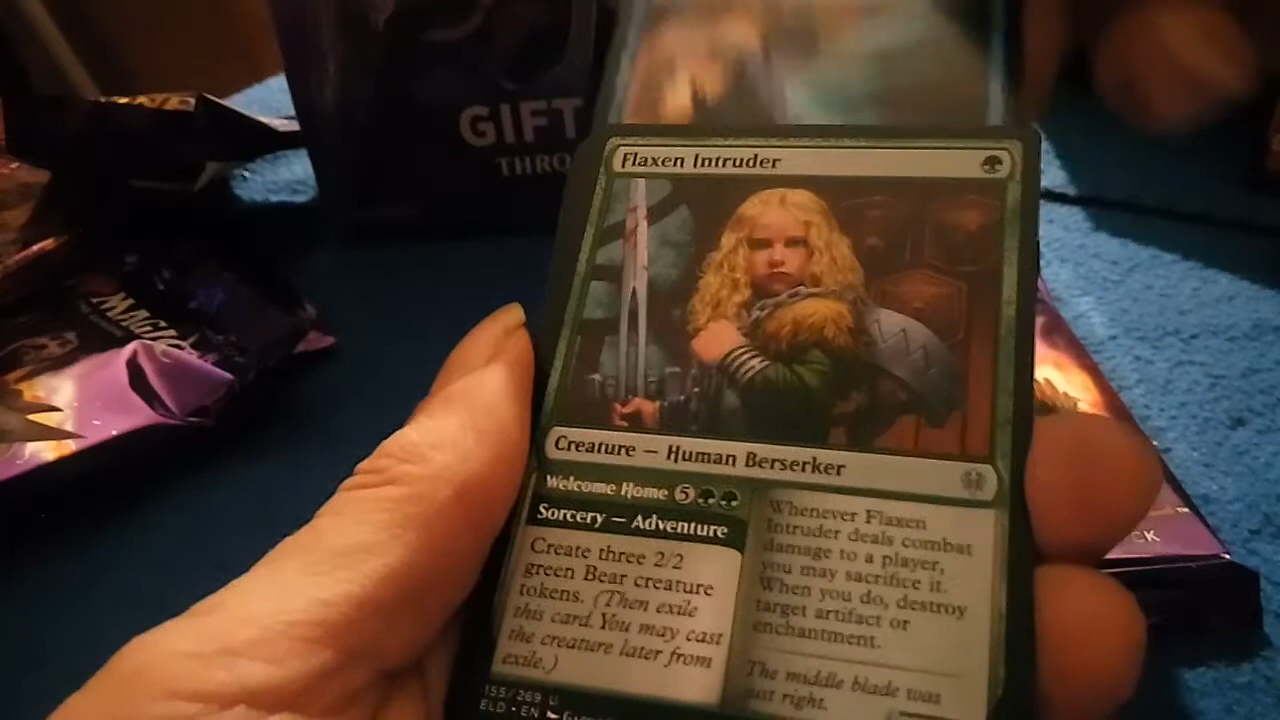 GIFT
THRO
MAGIC
Flaxen Intruder
Creature — Human Berserker
Welcome Home 5
Sorcery — Adventure
Create three 2/2
green Bear creature
tokens. (Then exile
this card. You may cast
the creature later from
exile.)
Whenever Flaxen
Intruder deals combat
damage to a player,
you may sacrifice it.
When you do, destroy
target artifact or
enchantment.
The middle blade was
just right.
155/269 U
ELD • EN
CK